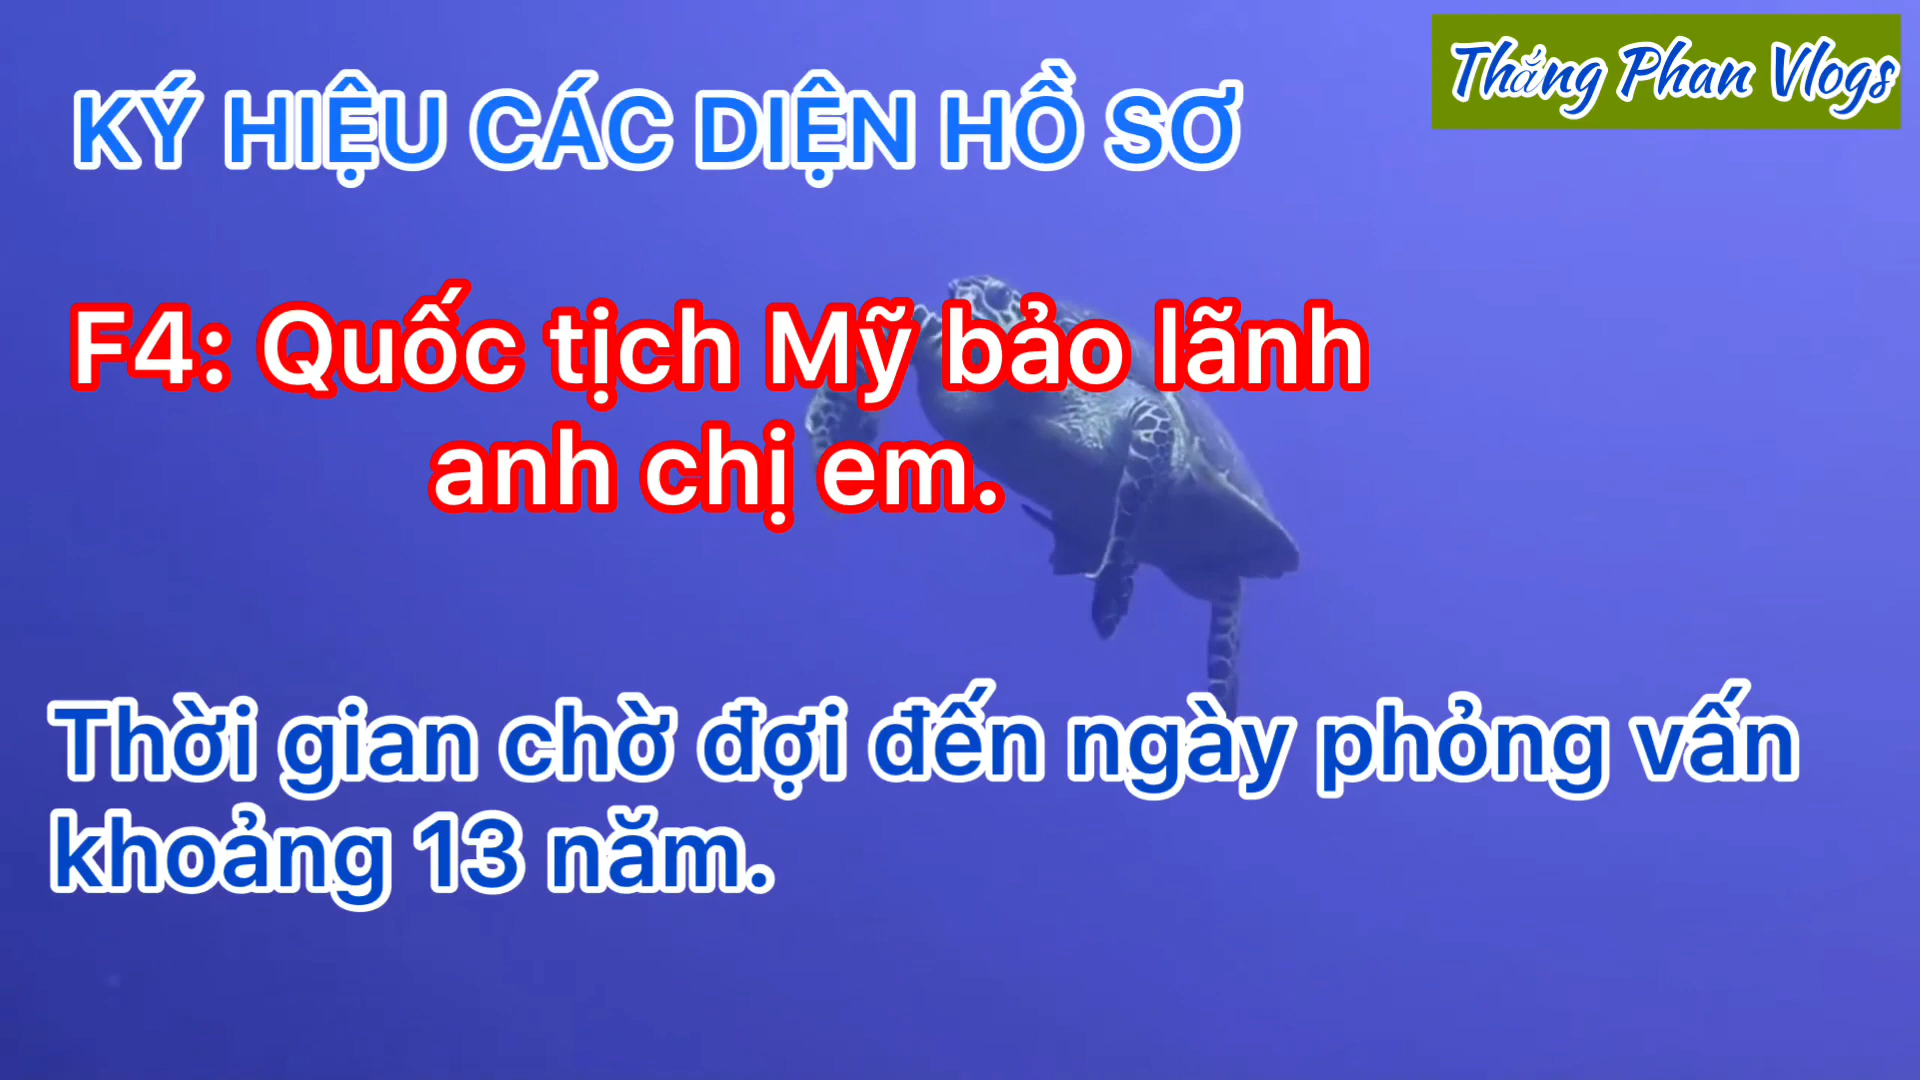 Thắng Phan Vlogs
KÝ HIỆU CÁC DIỆN HỒ SƠ
F4: Quốc tịch Mỹ bảo lãnh
anh chị em.
Thời gian chờ đợi đến ngày phỏng vấn
khoảng 13 năm.